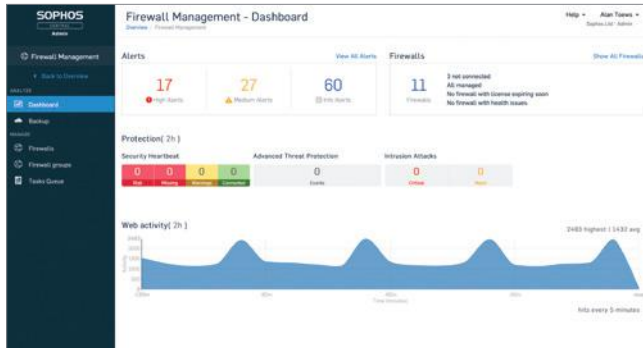 SOPHOS
CENTRAL
Admin
Firewall Management
Back to Overview
ANALYZE
Dashboard
Backup
MANAGE
Firewalls
Firewall groups
Tasks Queue
Firewall Management - Dashboard
Overview / Firewall Management
Help
Alan Toews
Sophos Ltd · Admin
Alerts
View All Alerts
17
27
60
High Alerts
Medium Alerts
Info Alerts
Firewalls
Show All Firewalls
11
Firewalls
3 not connected
All managed
No firewall with license expiring soon
No firewall with health issues
Protection( 2h )
Security Heartbeat
Advanced Threat Protection
Intrusion Attacks
0 0 0 0
Risk Missing Warnings Connected
0
Events
0 0
Critical
Web activity( 2h )
2483 highest | 1433 avg
Activity
Time (minutes)
hits every 5 minutes